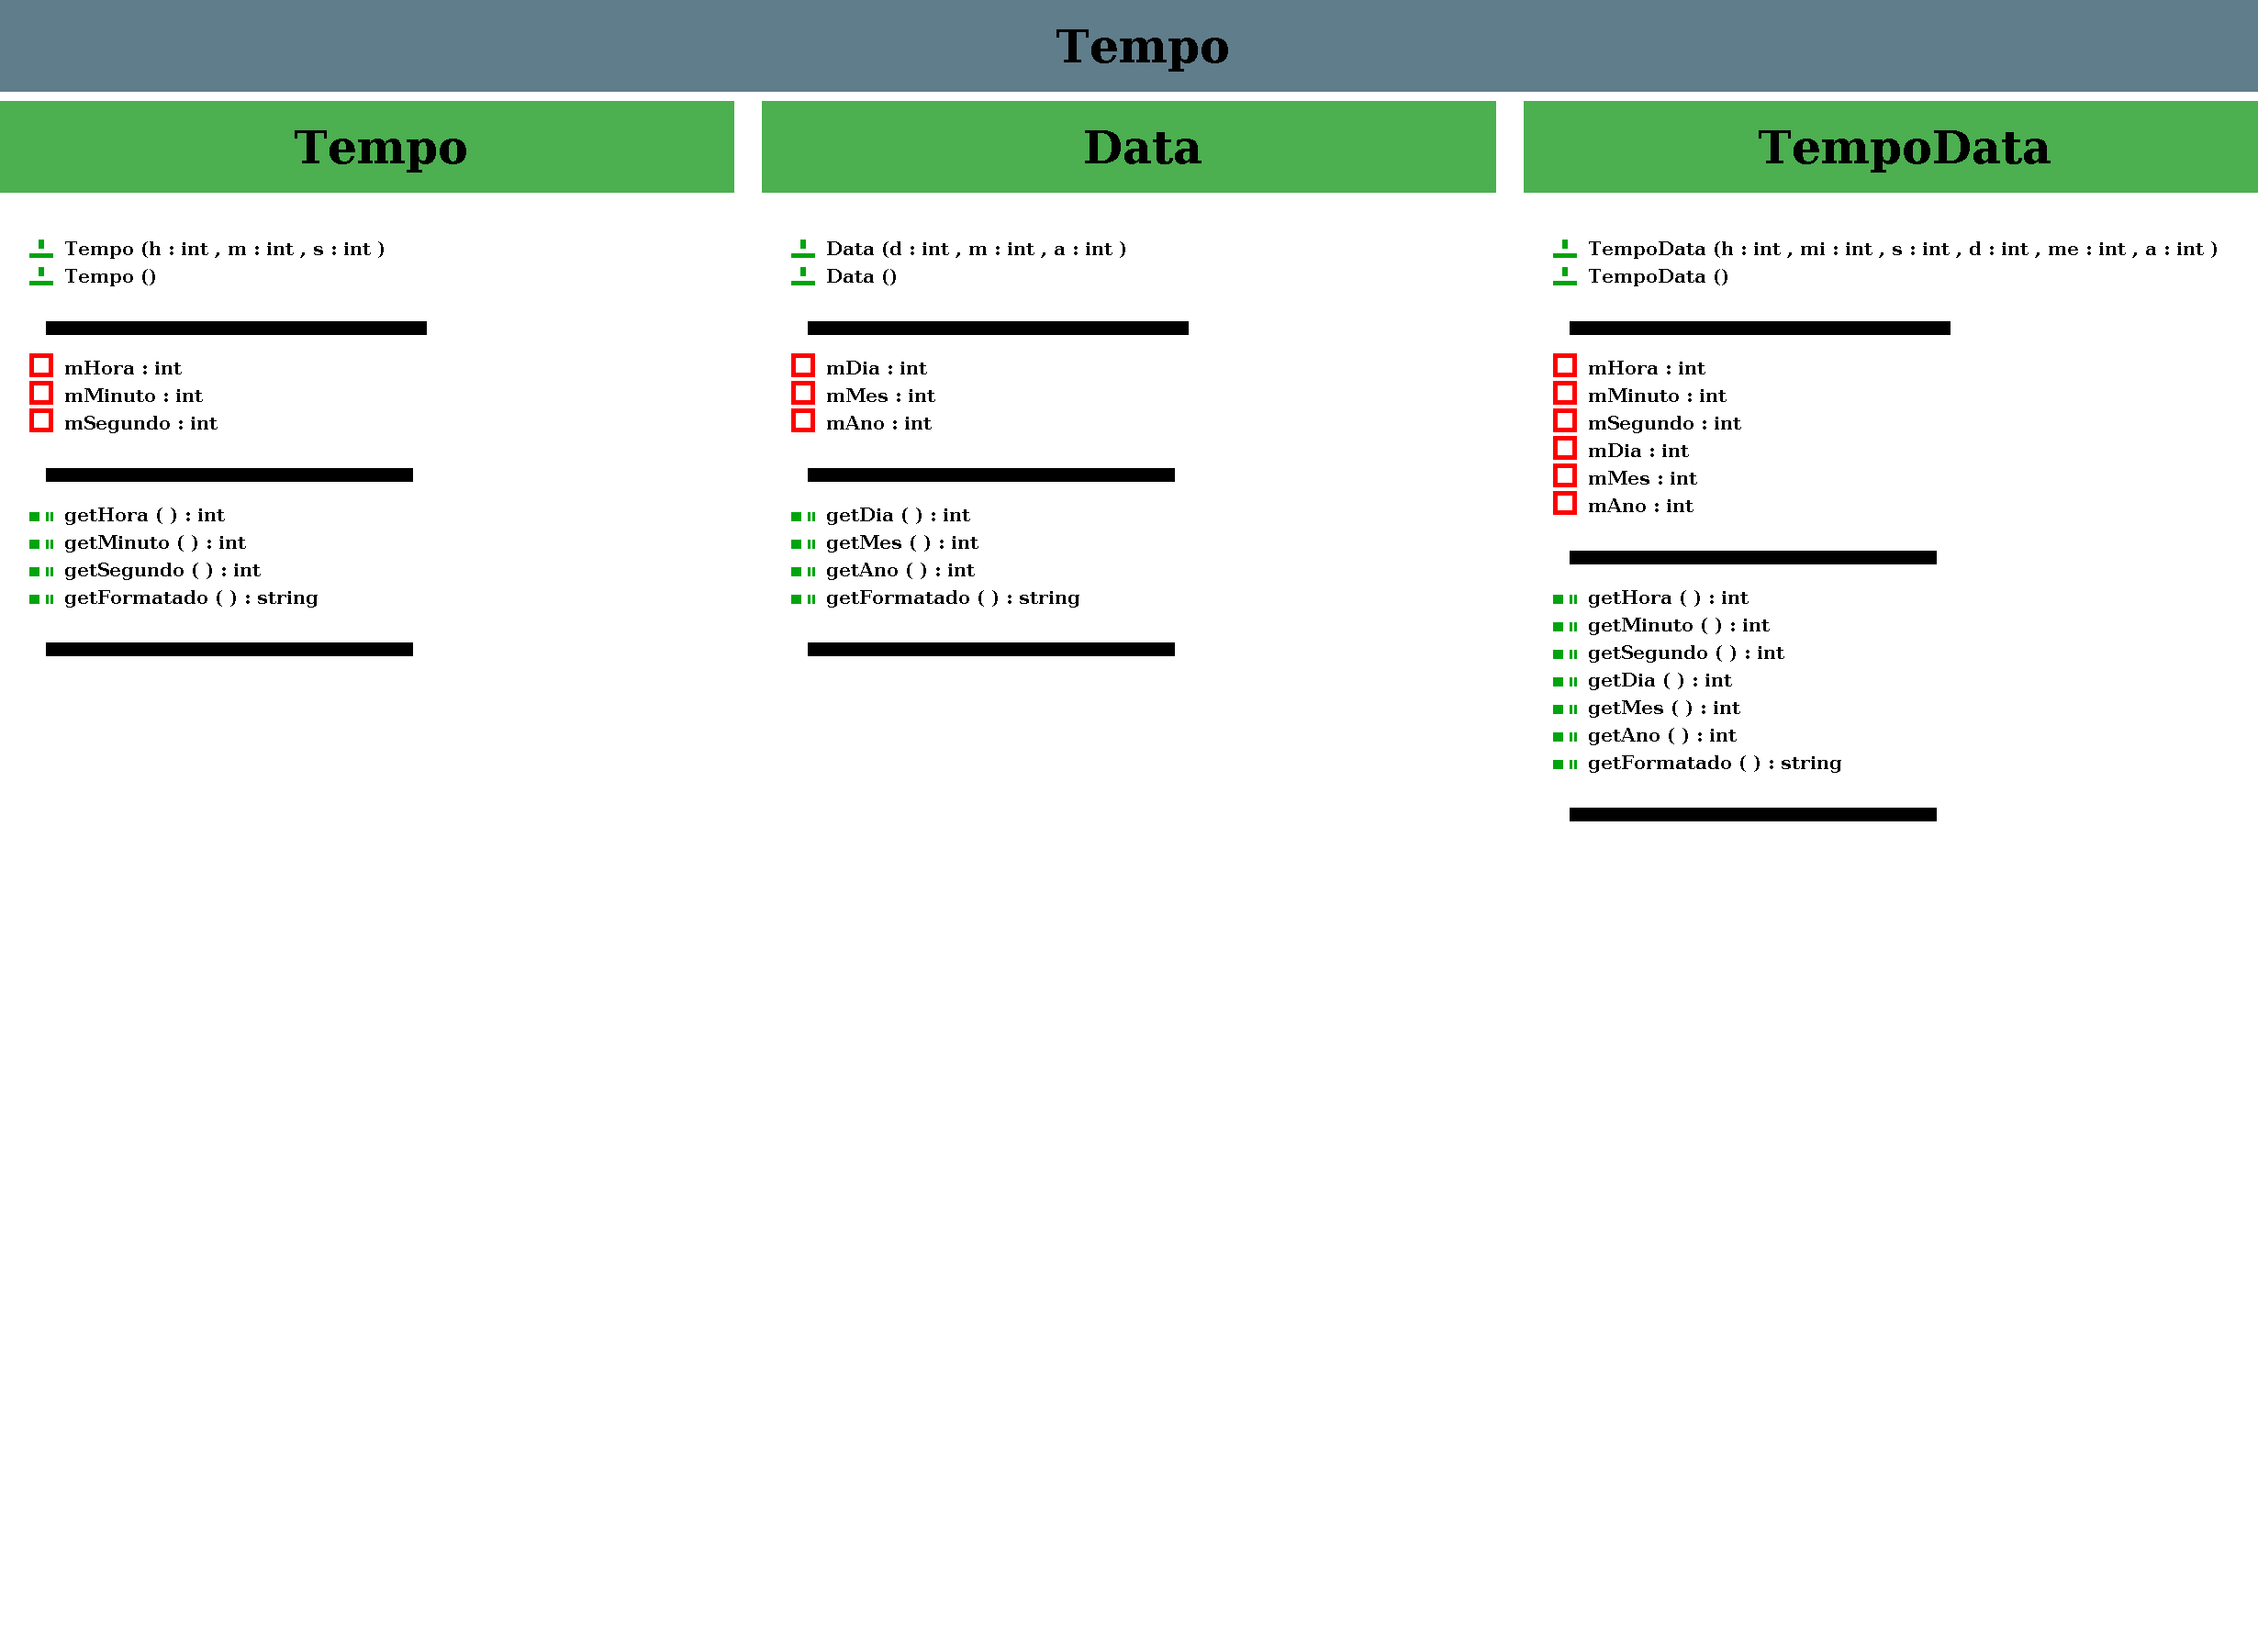 Tempo
Tempo
Tempo (h : int , m : int , s : int )
Tempo ()
mHora : int
mMinuto : int
mSegundo : int
getHora ( ) : int
getMinuto ( ) : int
getSegundo ( ) : int
getFormatado ( ) : string
Data
Data (d : int , m : int , a : int )
Data ()
mDia : int
mMes : int
mAno : int
getDia ( ) : int
getMes ( ) : int
getAno ( ) : int
getFormatado ( ) : string
TempoData
TempoData (h : int , mi : int , s : int , d : int , me : int , a : int )
TempoData ()
mHora : int
mMinuto : int
mSegundo : int
mDia : int
mMes : int
mAno : int
getHora ( ) : int
getMinuto ( ) : int
getSegundo ( ) : int
getDia ( ) : int
getMes ( ) : int
getAno ( ) : int
getFormatado ( ) : string